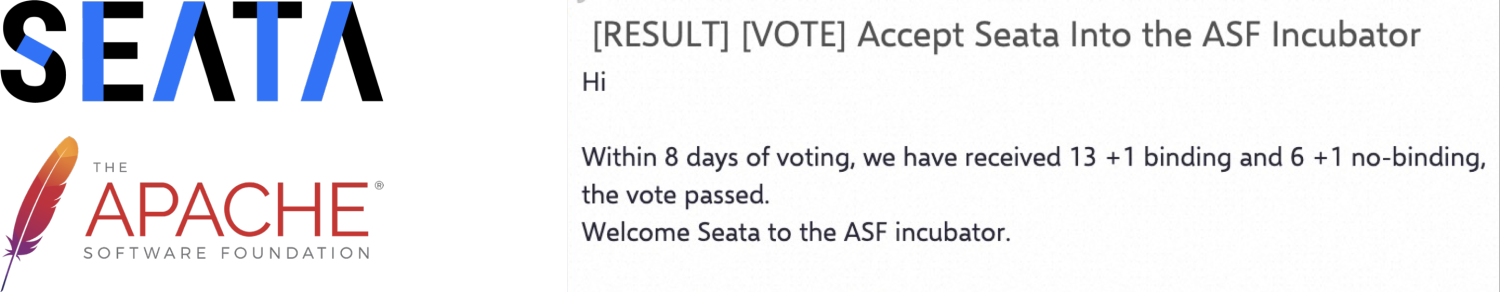 SEATA
THE
APACHE®
SOFTWARE FOUNDATION
[RESULT] [VOTE] Accept Seata Into the ASF Incubator
Hi
Within 8 days of voting, we have received 13 +1 binding and 6 +1 no-binding,
the vote passed.
Welcome Seata to the ASF incubator.